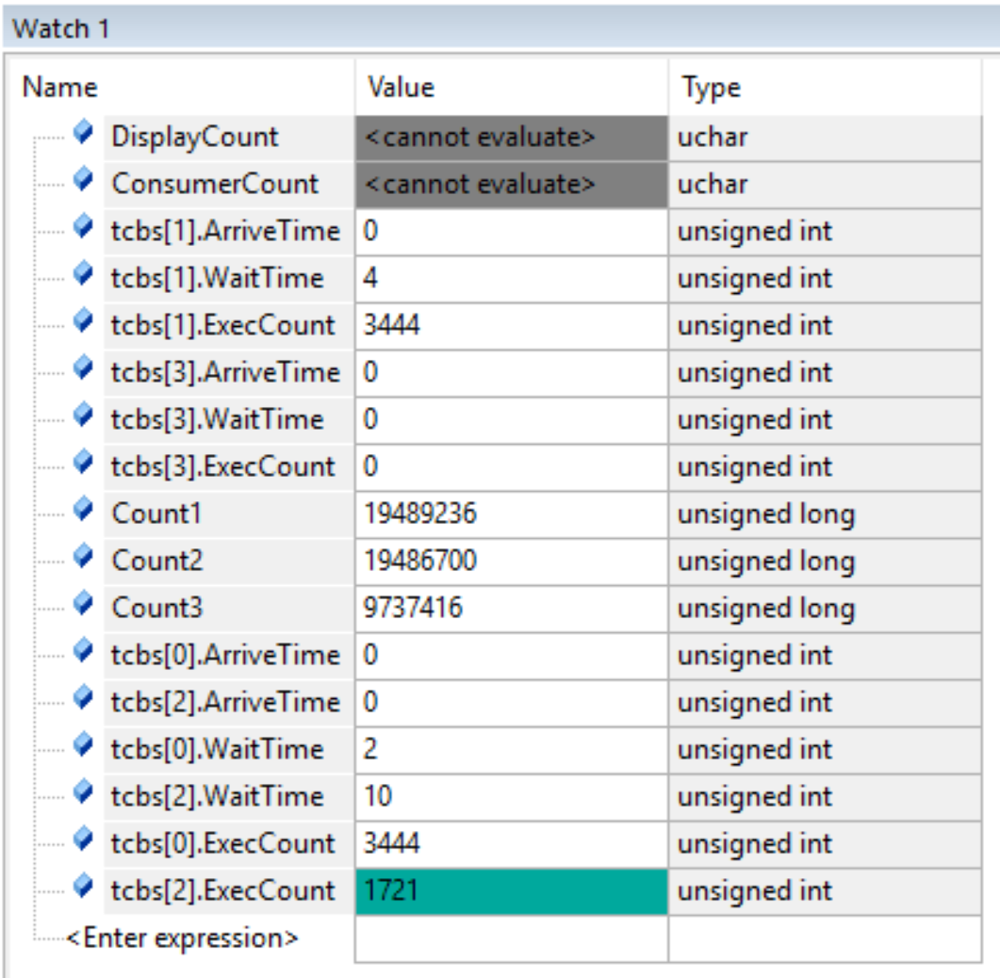 Watch 1
Name Value Type
DisplayCount <cannot evaluate> uchar
ConsumerCount <cannot evaluate> uchar
tcbs[1].ArriveTime 0 unsigned int
tcbs[1].WaitTime 4 unsigned int
tcbs[1].ExecCount 3444 unsigned int
tcbs[3].ArriveTime 0 unsigned int
tcbs[3].WaitTime 0 unsigned int
tcbs[3].ExecCount 0 unsigned int
Count1 19489236 unsigned long
Count2 19486700 unsigned long
Count3 9737416 unsigned long
tcbs[0].ArriveTime 0 unsigned int
tcbs[2].ArriveTime 0 unsigned int
tcbs[0].WaitTime 2 unsigned int
tcbs[2].WaitTime 10 unsigned int
tcbs[0].ExecCount 3444 unsigned int
tcbs[2].ExecCount 1721 unsigned int
<Enter expression>